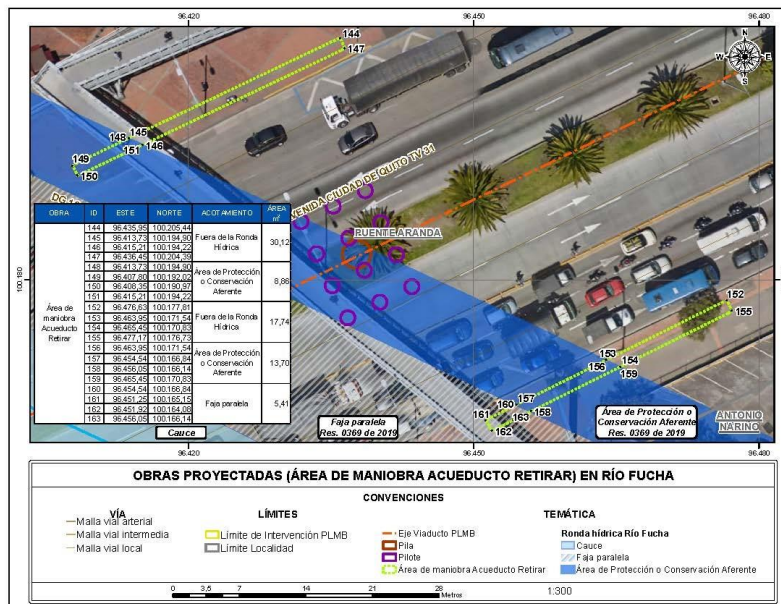 96.420 96.450 96.480
144
147
N
W E
S
145
148
151 146
149
150
AVENIDA CIUDAD DE QUITO TV 31
PUENTE ARANDA
100.180 100.180
152
155
153
154
156
159
157
160
158
161
163
162
ANTONIO NARIÑO
OBRA ID ESTE NORTE ACOTAMIENTO ÁREA m²
Área de maniobra Acueducto Retirar
144 96.435,95 100.205,44
145 96.413,73 100.194,90
146 96.415,21 100.194,22
147 96.436,45 100.204,39
Fuera de la Ronda Hídrica 30,12
148 96.413,73 100.194,90
149 96.407,80 100.192,02
150 96.408,35 100.190,97
151 96.415,21 100.194,22
Área de Protección o Conservación Aferente 8,86
152 96.476,63 100.177,81
153 96.463,95 100.171,54
154 96.465,45 100.170,83
155 96.477,17 100.176,73
Fuera de la Ronda Hídrica 17,74
156 96.463,95 100.171,54
157 96.454,54 100.166,84
158 96.456,05 100.166,14
159 96.465,45 100.170,83
Área de Protección o Conservación Aferente 13,70
160 96.454,54 100.166,84
161 96.451,25 100.165,15
162 96.451,92 100.164,08
163 96.456,05 100.166,14
Faja paralela 5,41
Cauce
Faja paralela
Res. 0369 de 2019
Área de Protección o
Conservación Aferente
Res. 0369 de 2019
96.420 96.450 96.480
OBRAS PROYECTADAS (ÁREA DE MANIOBRA ACUEDUCTO RETIRAR) EN RÍO FUCHA
CONVENCIONES
VÍA
Malla vial arterial
Malla vial intermedia
Malla vial local
LÍMITES
Límite de Intervención PLMB
Límite Localidad
TEMÁTICA
Eje Viaducto PLMB
Pila
Pilote
Área de maniobra Acueducto Retirar
Ronda hídrica Río Fucha
Cauce
Faja paralela
Área de Protección o Conservación Aferente
0 3,5 7 14 21 28
Metros
1:300